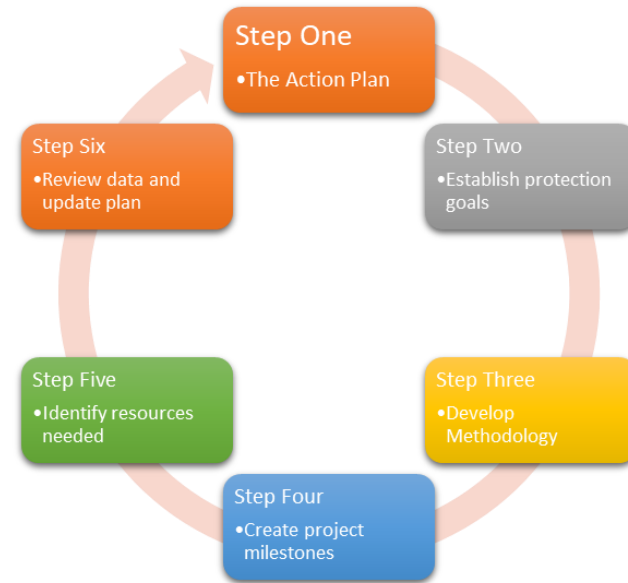 Step One
•The Action Plan
Step Two
•Establish protection
goals
Step Three
•Develop
Methodology
Step Four
•Create project
milestones
Step Five
•Identify resources
needed
Step Six
•Review data and
update plan